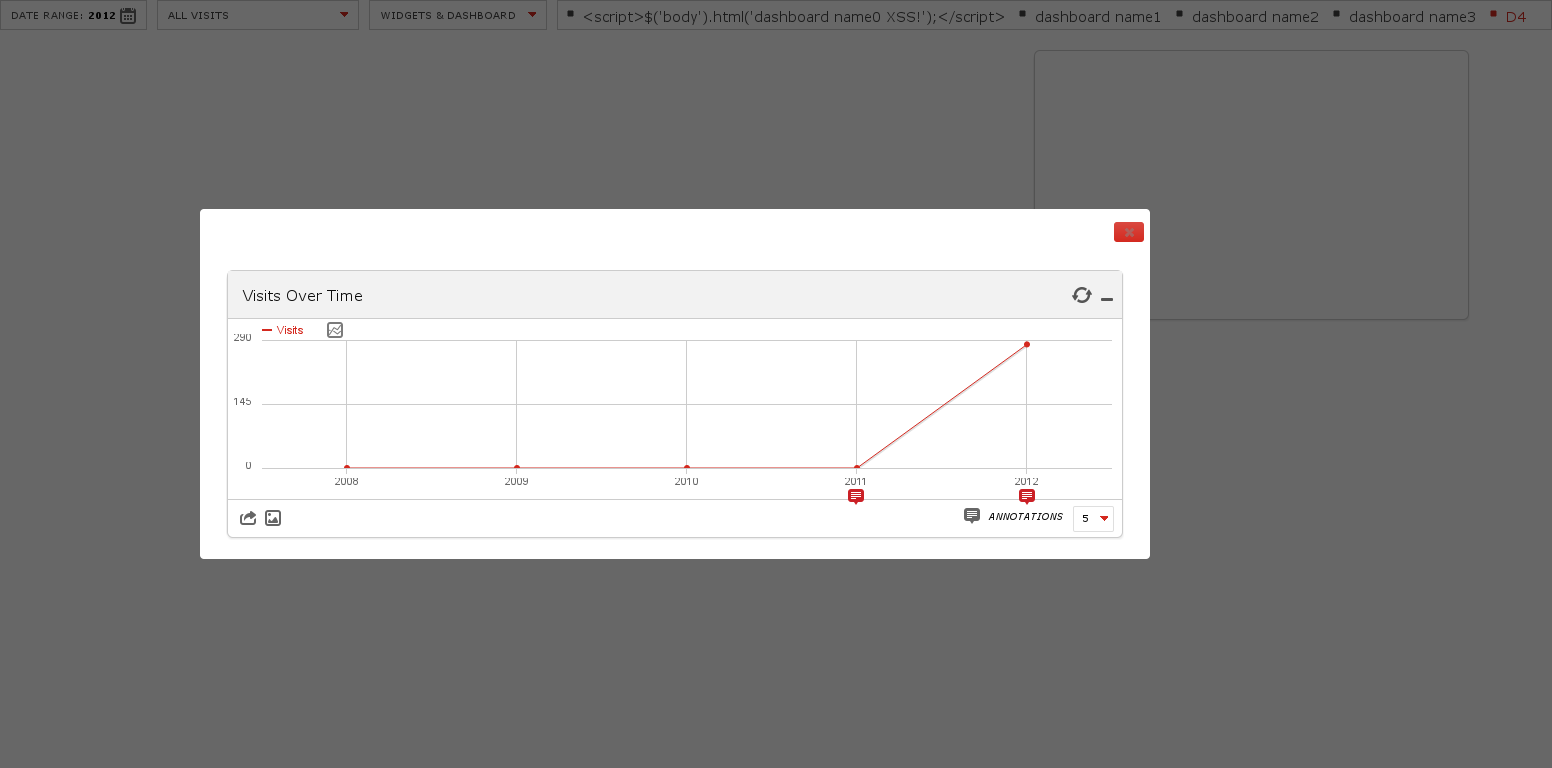 DATE RANGE: 2012 ALL VISITS WIDGETS & DASHBOARD <script>$('body').html('dashboard name0 XSS!');</script> dashboard name1 dashboard name2 dashboard name3 D4
Visits Over Time
Visits
290
145
0
2008 2009 2010 2011 2012
ANNOTATIONS 5